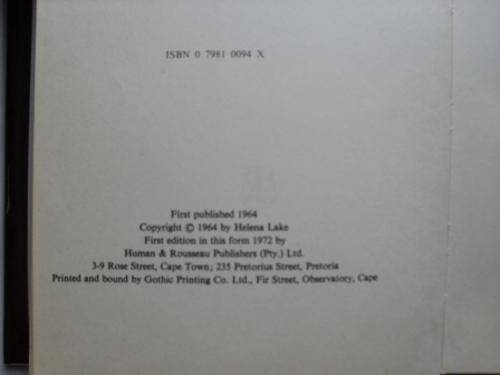 ISBN 0 7981 0094 X
First published 1964
Copyright © 1964 by Helena Lake
First edition in this form 1972 by
Human & Rousseau Publishers (Pty.) Ltd.
3-9 Rose Street, Cape Town; 235 Pretorius Street, Pretoria
Printed and bound by Gothic Printing Co. Ltd., Fir Street, Observatory, Cape